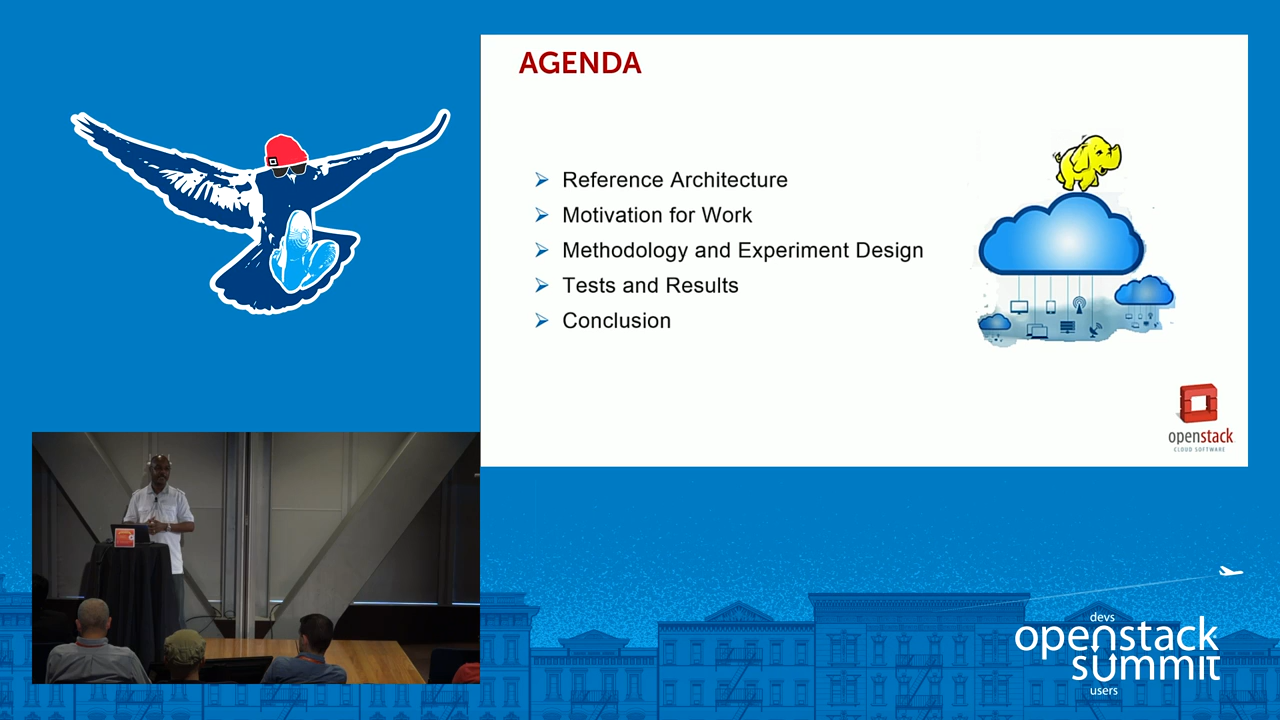 AGENDA
Reference Architecture
Motivation for Work
Methodology and Experiment Design
Tests and Results
Conclusion
openstack
CLOUD SOFTWARE
devs
openstack
summit
users